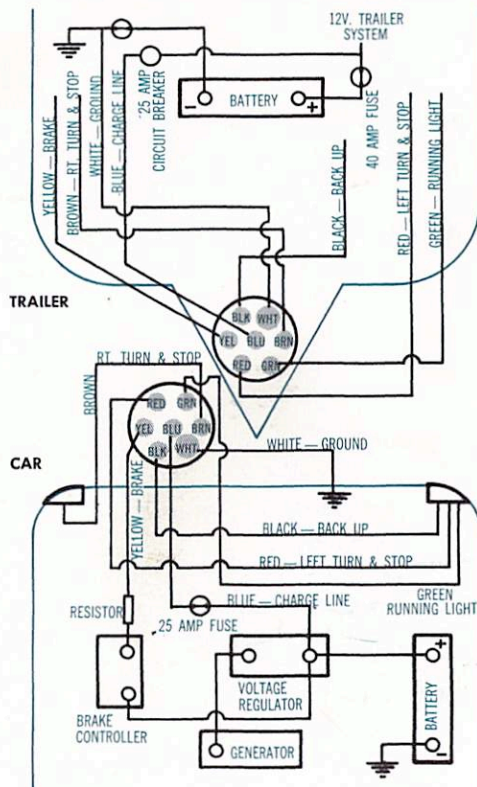 12V. TRAILER
SYSTEM
- BATTERY +
25 AMP
CIRCUIT BREAKER
40 AMP FUSE
YELLOW — BRAKE
BROWN — RT. TURN & STOP
WHITE — GROUND
BLUE — CHARGE LINE
BLACK — BACK UP
RED — LEFT TURN & STOP
GREEN — RUNNING LIGHT
TRAILER
BLK WHT
YEL BLU BRN
RED GRN
RT. TURN & STOP
BROWN
RED GRN
YEL BLU BRN
BLK WHT
WHITE — GROUND
CAR
YELLOW — BRAKE
BLACK — BACK UP
RED — LEFT TURN & STOP
GREEN
RUNNING LIGHT
BLUE — CHARGE LINE
RESISTOR
25 AMP FUSE
VOLTAGE
REGULATOR
BRAKE
CONTROLLER
GENERATOR
+ BATTERY -